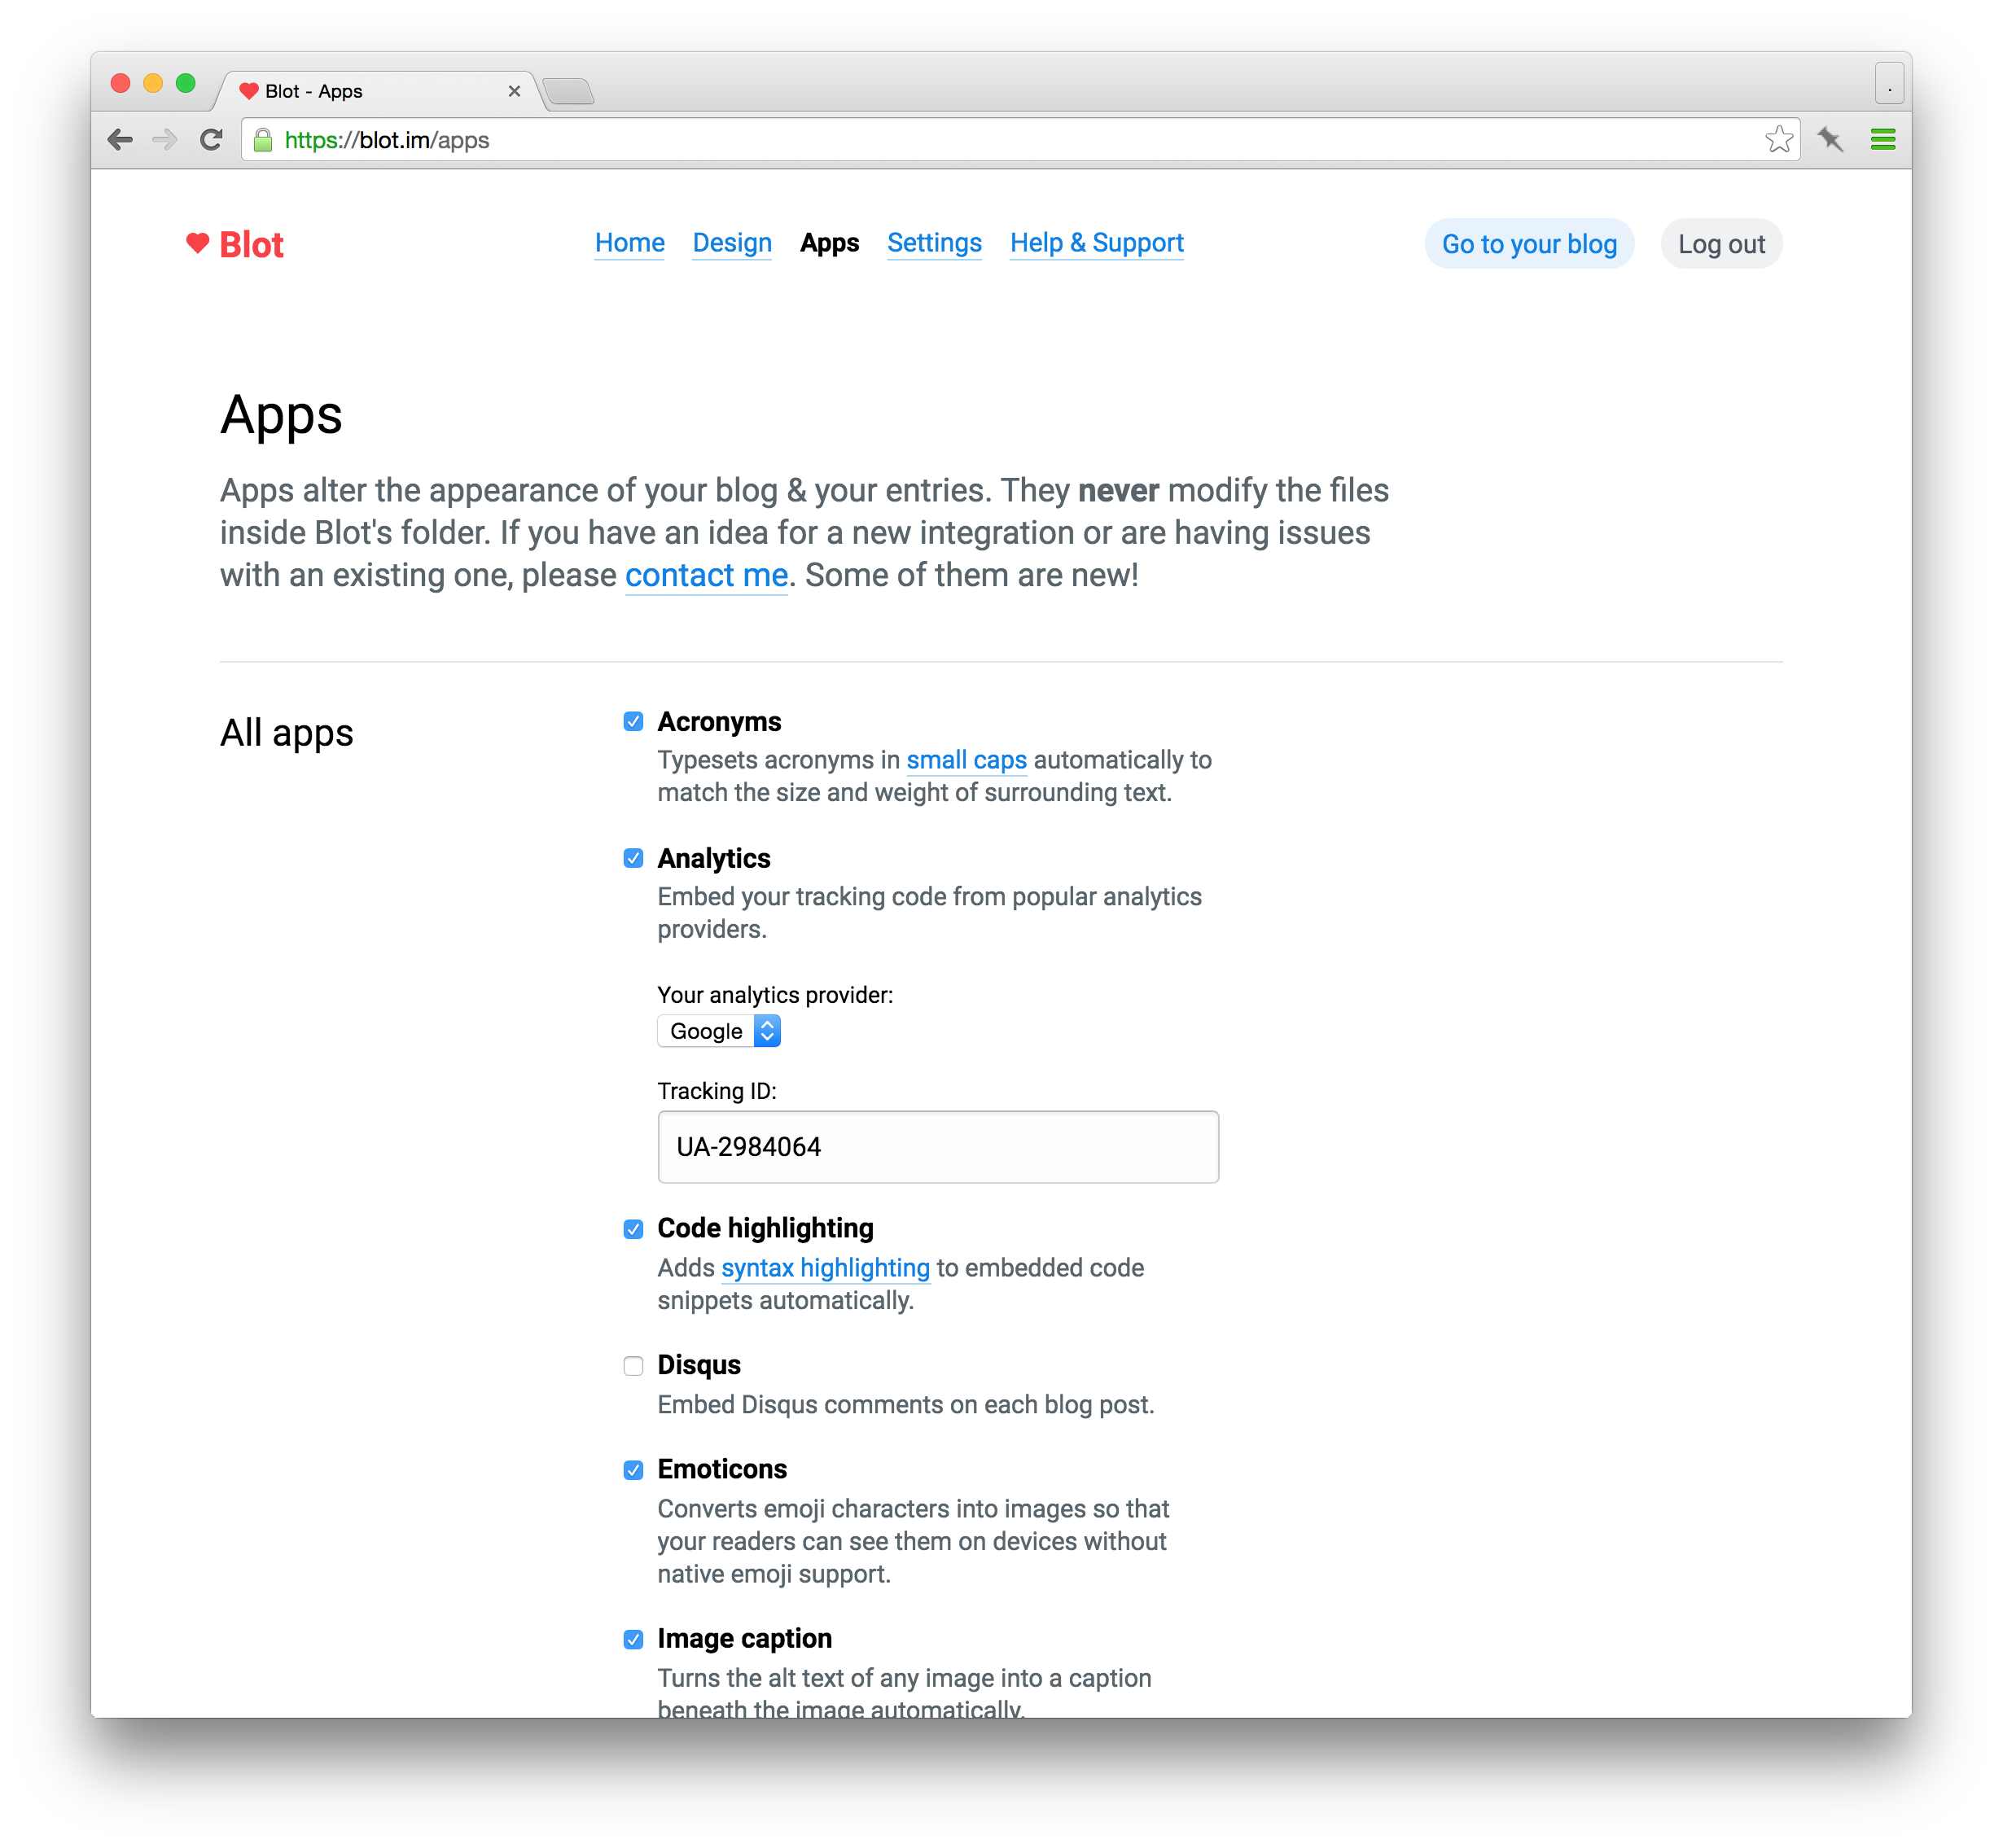 Blot - Apps
https://blot.im/apps
Blot
Home Design Apps Settings Help & Support
Go to your blog Log out
Apps
Apps alter the appearance of your blog & your entries. They never modify the files
inside Blot's folder. If you have an idea for a new integration or are having issues
with an existing one, please contact me. Some of them are new!
All apps
Acronyms
Typesets acronyms in small caps automatically to
match the size and weight of surrounding text.
Analytics
Embed your tracking code from popular analytics
providers.
Your analytics provider:
Google
Tracking ID:
UA-2984064
Code highlighting
Adds syntax highlighting to embedded code
snippets automatically.
Disqus
Embed Disqus comments on each blog post.
Emoticons
Converts emoji characters into images so that
your readers can see them on devices without
native emoji support.
Image caption
Turns the alt text of any image into a caption
beneath the image automatically.